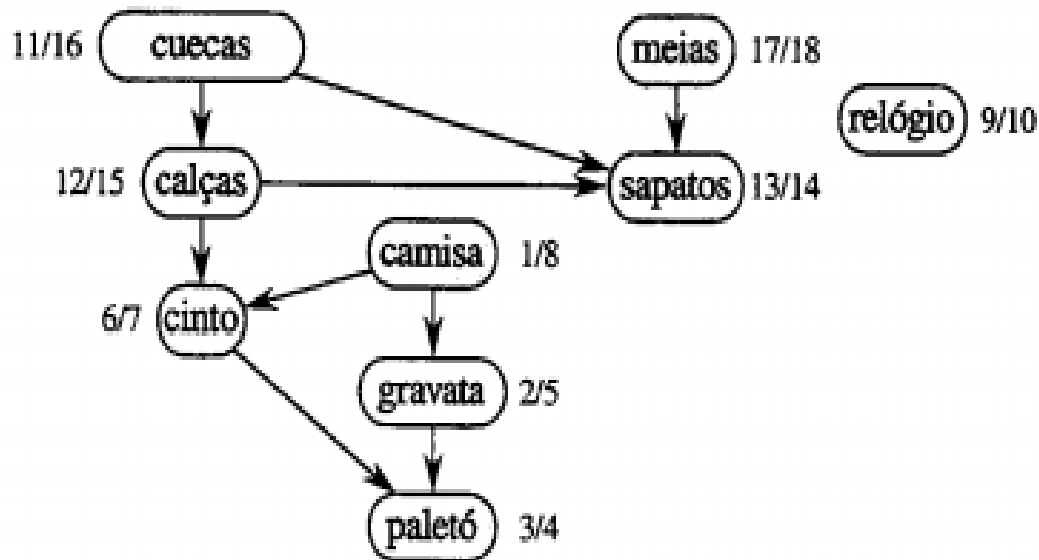 11/16 cuecas
meias 17/18
relógio 9/10
12/15 calças
sapatos 13/14
camisa 1/8
6/7 cinto
gravata 2/5
paletó 3/4